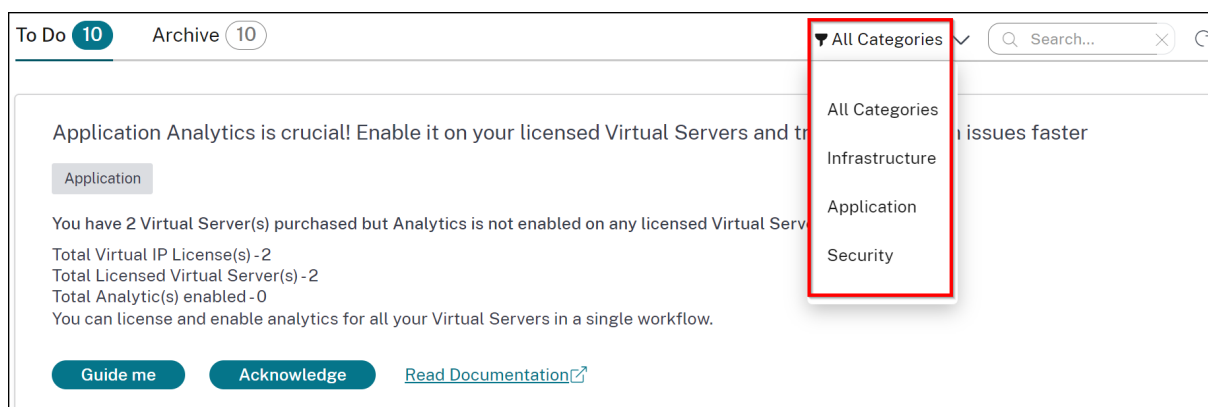 To Do 10 Archive 10 All Categories Search...
All Categories
Infrastructure
Application
Security
Application Analytics is crucial! Enable it on your licensed Virtual Servers and issues faster
Application
You have 2 Virtual Server(s) purchased but Analytics is not enabled on any licensed Virtual
Total Virtual IP License(s) - 2
Total Licensed Virtual Server(s) - 2
Total Analytic(s) enabled - 0
You can license and enable analytics for all your Virtual Servers in a single workflow.
Guide me Acknowledge Read Documentation